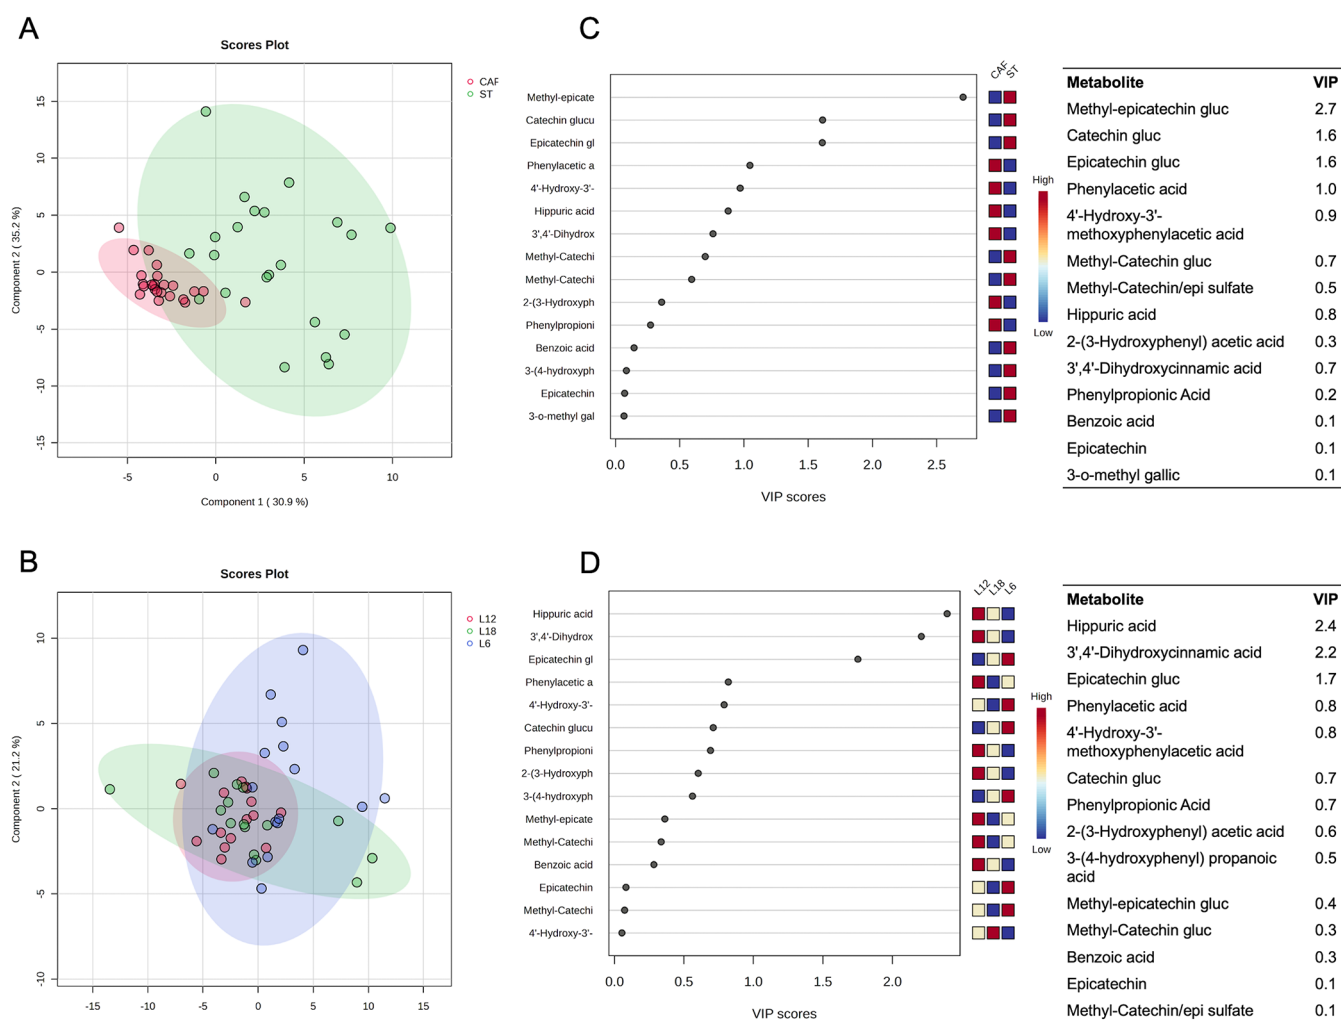 A
Scores Plot
CAF
ST
Component 2 ( 35.2 %)
15
10
5
0
-5
-10
-15
-5
0
5
10
Component 1 ( 30.9 %)
C
CAF
ST
Methyl-epicate
Catechin glucu
Epicatechin gl
Phenylacetic a
4'-Hydroxy-3'-
Hippuric acid
3',4'-Dihydrox
Methyl-Catechi
Methyl-Catechi
2-(3-Hydroxyph
Phenylpropioni
Benzoic acid
3-(4-hydroxyph
Epicatechin
3-o-methyl gal
0.0
0.5
1.0
1.5
2.0
2.5
VIP scores
High
Low
Metabolite VIP
Methyl-epicatechin gluc 2.7
Catechin gluc 1.6
Epicatechin gluc 1.6
Phenylacetic acid 1.0
4'-Hydroxy-3'- 0.9
methoxyphenylacetic acid
Methyl-Catechin gluc 0.7
Methyl-Catechin/epi sulfate 0.5
Hippuric acid 0.8
2-(3-Hydroxyphenyl) acetic acid 0.3
3',4'-Dihydroxycinnamic acid 0.7
Phenylpropionic Acid 0.2
Benzoic acid 0.1
Epicatechin 0.1
3-o-methyl gallic 0.1
B
Scores Plot
L12
L18
L6
Component 2 ( 21.2 %)
10
5
0
-5
-10
-15
-10
-5
0
5
10
15
D
L12
L18
L6
Hippuric acid
3',4'-Dihydrox
Epicatechin gl
Phenylacetic a
4'-Hydroxy-3'-
Catechin glucu
Phenylpropioni
2-(3-Hydroxyph
3-(4-hydroxyph
Methyl-epicate
Methyl-Catechi
Benzoic acid
Epicatechin
Methyl-Catechi
4'-Hydroxy-3'-
0.0
0.5
1.0
1.5
2.0
VIP scores
High
Low
Metabolite VIP
Hippuric acid 2.4
3',4'-Dihydroxycinnamic acid 2.2
Epicatechin gluc 1.7
Phenylacetic acid 0.8
4'-Hydroxy-3'- 0.8
methoxyphenylacetic acid
Catechin gluc 0.7
Phenylpropionic Acid 0.7
2-(3-Hydroxyphenyl) acetic acid 0.6
3-(4-hydroxyphenyl) propanoic 0.5
acid
Methyl-epicatechin gluc 0.4
Methyl-Catechin gluc 0.3
Benzoic acid 0.3
Epicatechin 0.1
Methyl-Catechin/epi sulfate 0.1